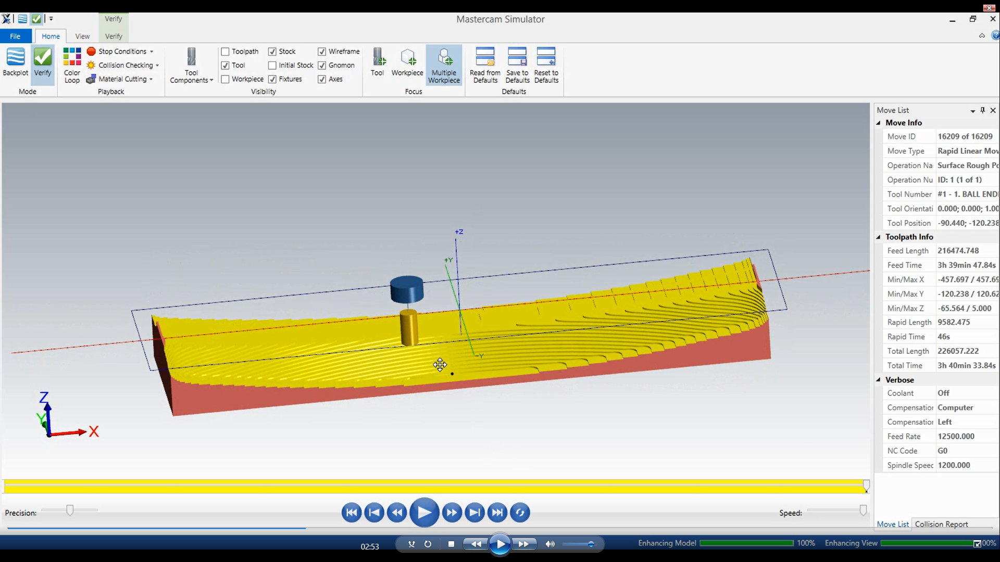 Verify
Mastercam Simulator
File
Home
View
Verify
Backplot
Verify
Mode
Color Loop
Stop Conditions
Collision Checking
Material Cutting
Playback
Tool Components
Toolpath
Stock
Wireframe
Tool
Initial Stock
Gnomon
Workpiece
Fixtures
Axes
Visibility
Tool
Workpiece
Multiple Workpiece
Focus
Read from Defaults
Save to Defaults
Reset to Defaults
Defaults
+Z
+Y
-Y
Z
Y
X
Move List
Move Info
Move ID 16209 of 16209
Move Type Rapid Linear Mov
Operation Na Surface Rough Po
Operation Nu ID: 1 (1 of 1)
Tool Number #1 - 1. BALL END
Tool Orientati 0.000; 0.000; 1.00
Tool Position -90.440; -120.238
Toolpath Info
Feed Length 216474.748
Feed Time 3h 39min 47.84s
Min/Max X -457.697 / 457.69
Min/Max Y -120.238 / 120.62
Min/Max Z -65.564 / 5.000
Rapid Length 9582.475
Rapid Time 46s
Total Length 226057.222
Total Time 3h 40min 33.84s
Verbose
Coolant Off
Compensation Computer
Compensation Left
Feed Rate 12500.000
NC Code G0
Spindle Speed 1200.000
Precision:
Speed:
Move List
Collision Report
02:53
Enhancing Model 100%
Enhancing View 00%